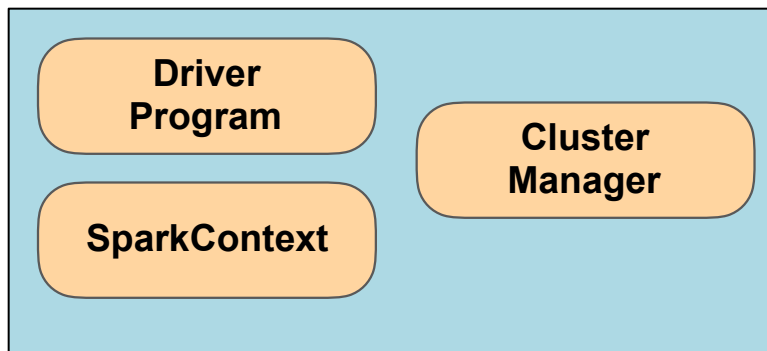 Driver
Program
Cluster
Manager
SparkContext